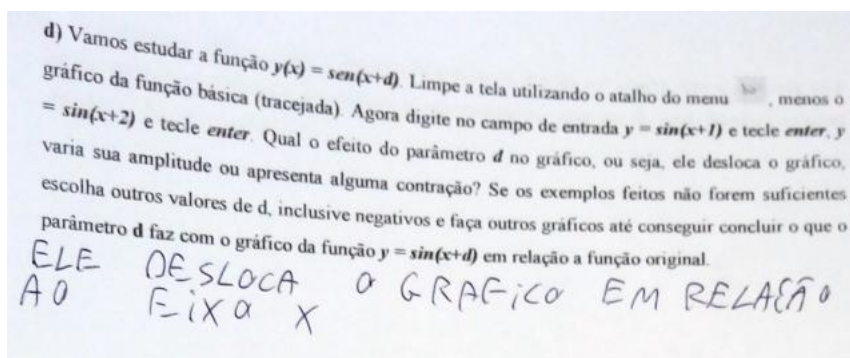 d) Vamos estudar a função y(x) = sen(x+d). Limpe a tela utilizando o atalho do menu , menos o
gráfico da função básica (tracejada). Agora digite no campo de entrada y = sin(x+1) e tecle enter, y
= sin(x+2) e tecle enter. Qual o efeito do parâmetro d no gráfico, ou seja, ele desloca o gráfico,
varia sua amplitude ou apresenta alguma contração? Se os exemplos feitos não forem suficientes
escolha outros valores de d, inclusive negativos e faça outros gráficos até conseguir concluir o que o
parâmetro d faz com o gráfico da função y = sin(x+d) em relação a função original.
ELE DESLOCA O GRAFICO EM RELAÇÃO
AO EIXO X